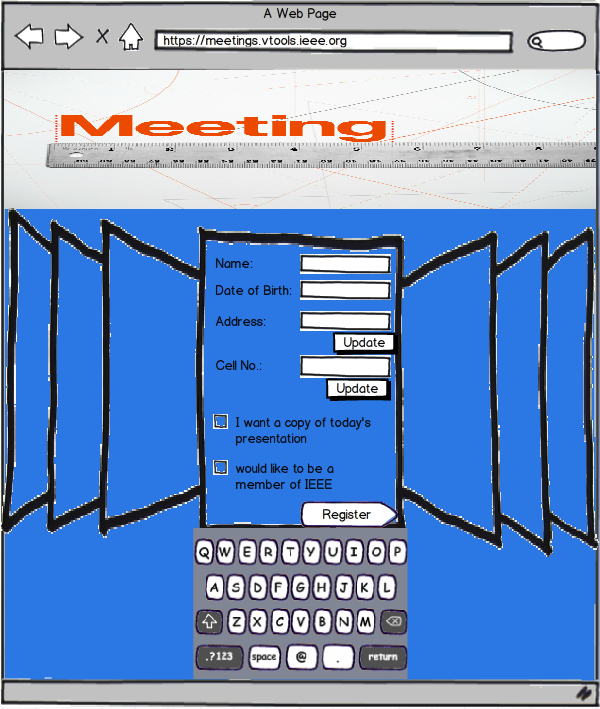 A Web Page
https://meetings.vtools.ieee.org
Meeting
Name:
Date of Birth:
Address:
Update
Cell No.:
Update
I want a copy of today's
presentation
would like to be a
member of IEEE
Register
Q W E R T Y U I O P
A S D F G H J K L
Z X C V B N M
.?123 space @ . return